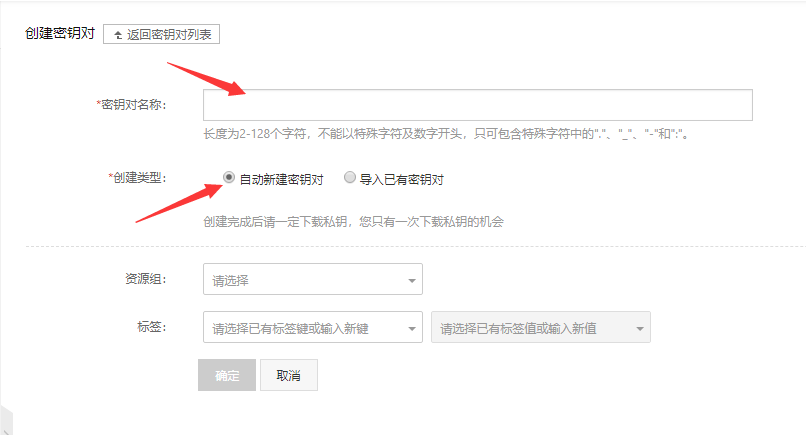 创建密钥对 返回密钥对列表
*密钥对名称:
长度为2-128个字符，不能以特殊字符及数字开头，只可包含特殊字符中的"."、"_"、"-"和":"。
*创建类型: 自动新建密钥对 导入已有密钥对
创建完成后请一定下载私钥，您只有一次下载私钥的机会
资源组: 请选择
标签: 请选择已有标签键或输入新键 请选择已有标签值或输入新值
确定 取消